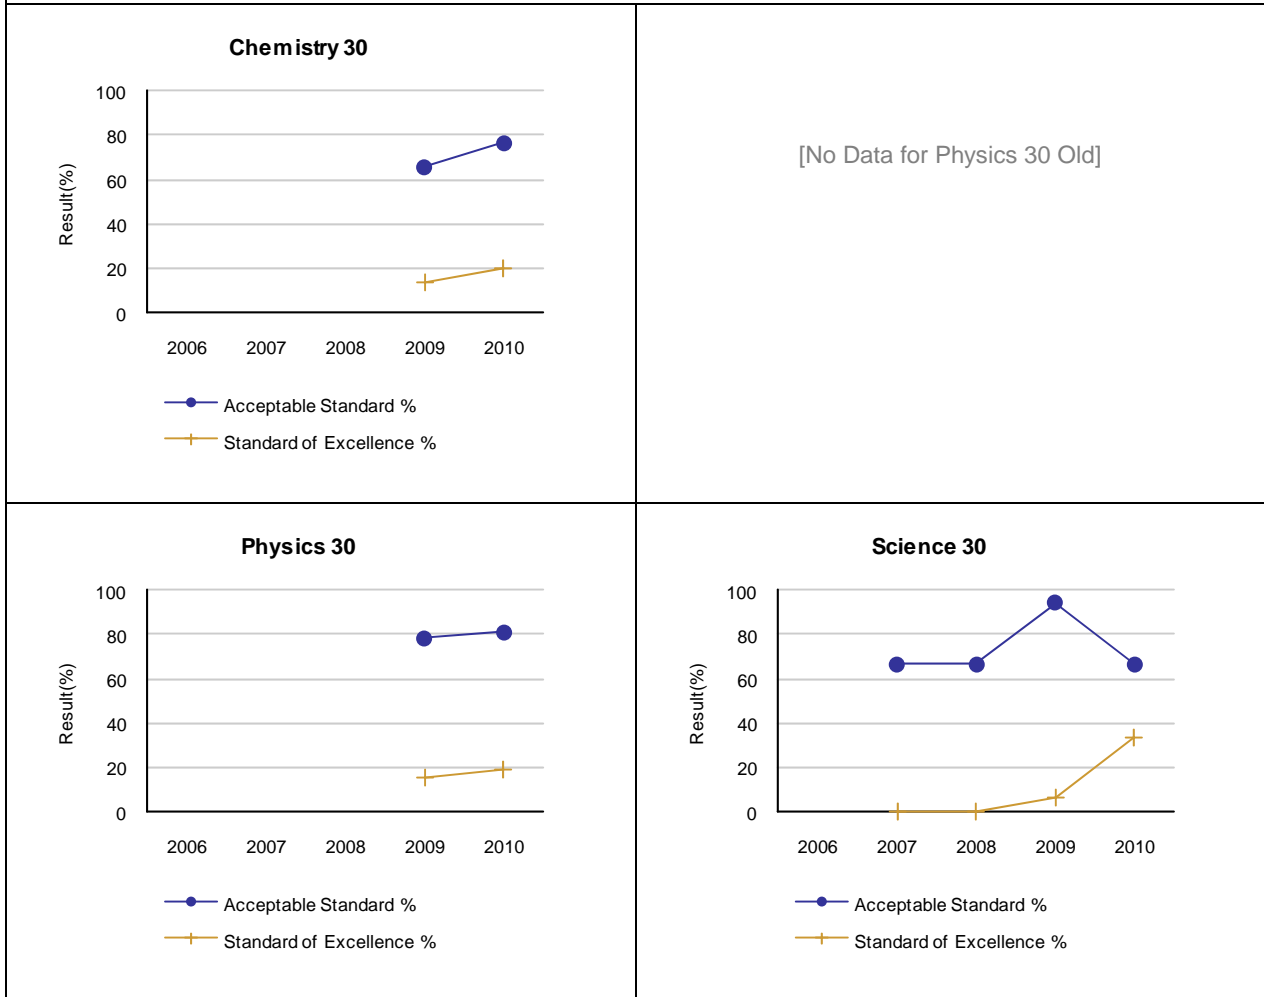 Chemistry 30
100
80
60
40
20
0
Result(%)
2006 2007 2008 2009 2010
Acceptable Standard %
Standard of Excellence %
[No Data for Physics 30 Old]
Physics 30
100
80
60
40
20
0
Result(%)
2006 2007 2008 2009 2010
Acceptable Standard %
Standard of Excellence %
Science 30
100
80
60
40
20
0
Result(%)
2006 2007 2008 2009 2010
Acceptable Standard %
Standard of Excellence %